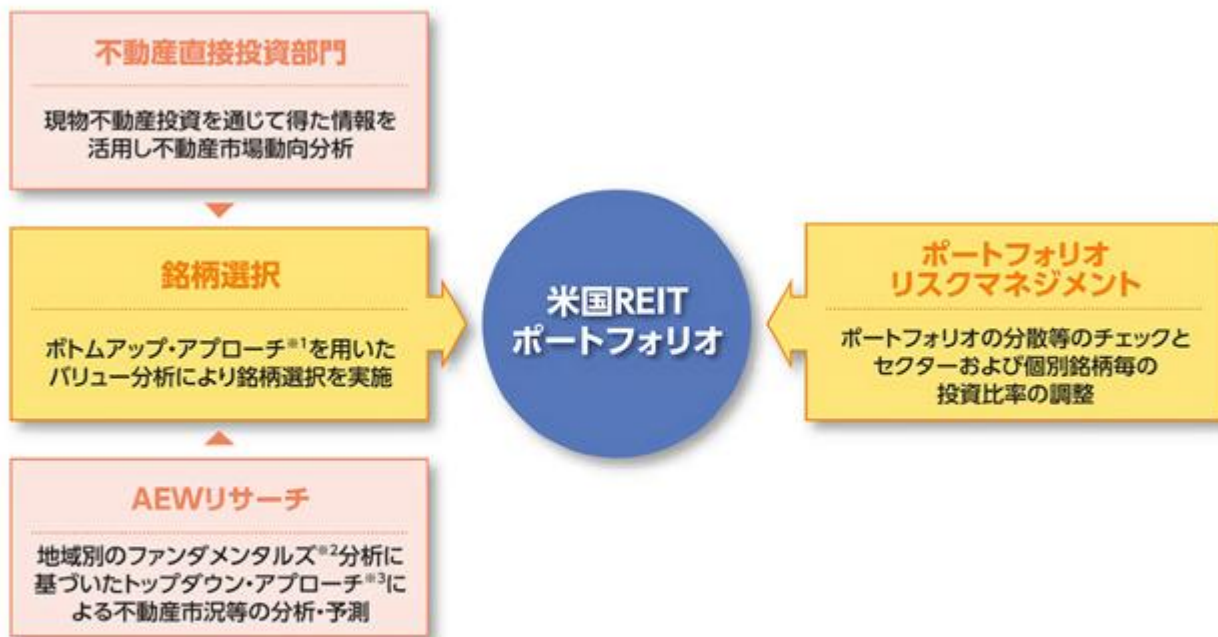 不動産直接投資部門
現物不動産投資を通じて得た情報を
活用し不動産市場動向分析
銘柄選択
ボトムアップ・アプローチ※1を用いた
バリュー分析により銘柄選択を実施
AEWリサーチ
地域別のファンダメンタルズ※2分析に
基づいたトップダウン・アプローチ※3に
よる不動産市況等の分析・予測
米国REIT
ポートフォリオ
ポートフォリオ
リスクマネジメント
ポートフォリオの分散等のチェックと
セクターおよび個別銘柄毎の
投資比率の調整